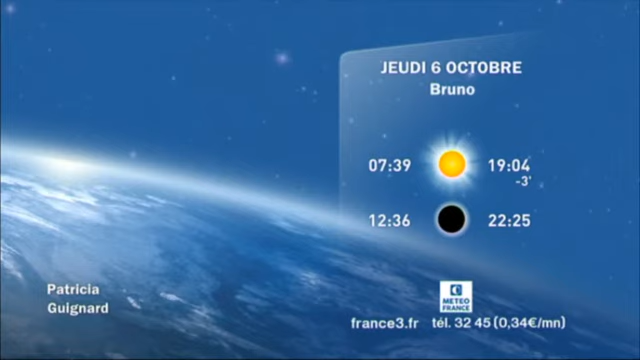 JEUDI 6 OCTOBRE
Bruno
07:39 19:04
-3'
12:36 22:25
Patricia
Guignard
METEO
FRANCE
france3.fr tél. 32 45 (0,34€/mn)